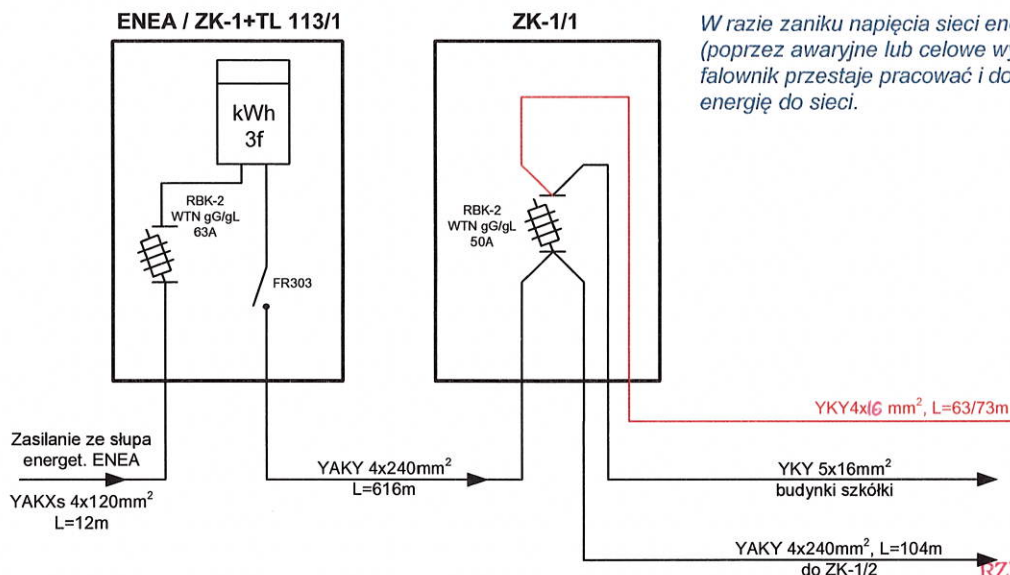 ENEA / ZK-1+TL 113/1
kWh
3f
RBK-2
WTN gG/gL
63A
FR303
Zasilanie ze słupa
energet. ENEA
YAKXs 4x120mm²
L=12m
YAKY 4x240mm²
L=616m
ZK-1/1
RBK-2
WTN gG/gL
50A
W razie zaniku napięcia sieci
(poprzez awaryjne lub celowe
falownik przestaje pracować i
energię do sieci.
YKY4x16 mm², L=63/73m
YKY 5x16mm²
budynki szkółki
YAKY 4x240mm², L=104m
do ZK-1/2